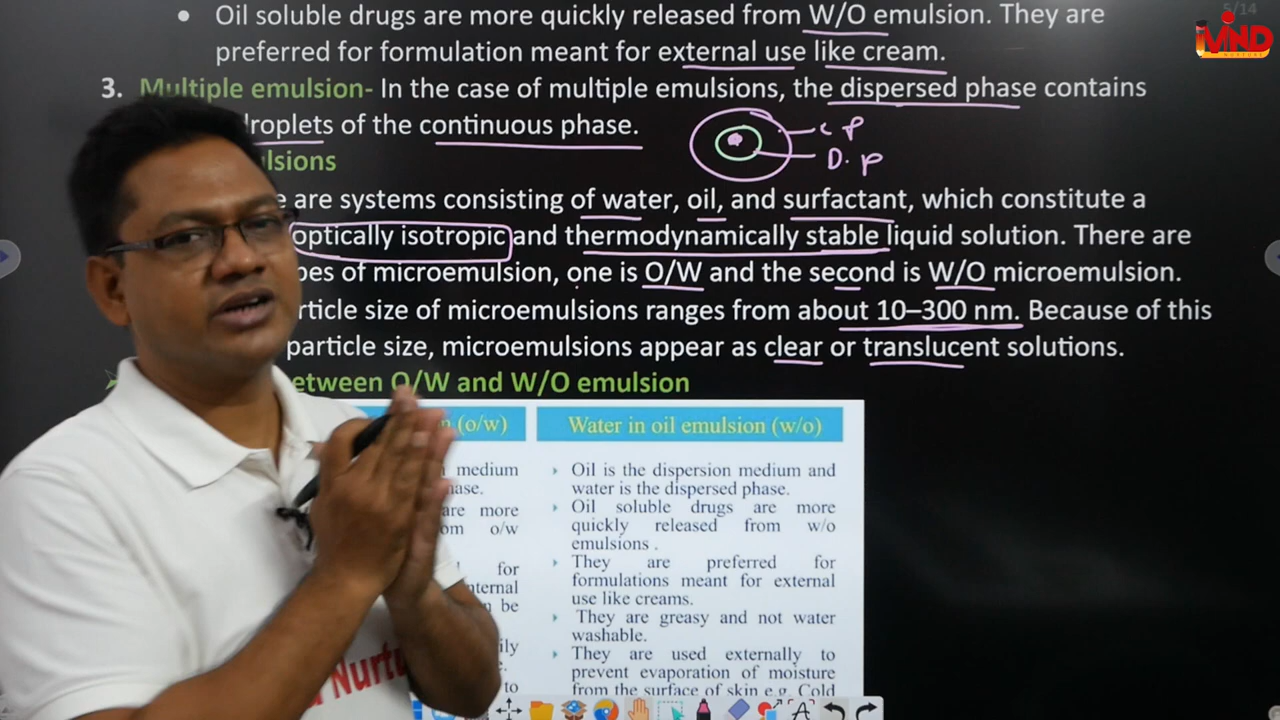 5/14
MIND
• Oil soluble drugs are more quickly released from W/O emulsion. They are
preferred for formulation meant for external use like cream.
3. Multiple emulsion- In the case of multiple emulsions, the dispersed phase contains
droplets of the continuous phase.
C P
D. P
lsions
e are systems consisting of water, oil, and surfactant, which constitute a
optically isotropic and thermodynamically stable liquid solution. There are
pes of microemulsion, one is O/W and the second is W/O microemulsion.
rticle size of microemulsions ranges from about 10–300 nm. Because of this
particle size, microemulsions appear as clear or translucent solutions.
etween O/W and W/O emulsion
n (o/w)
medium
hase.
are more
om o/w
for
nternal
be
ily
to
Water in oil emulsion (w/o)
Oil is the dispersion medium and
water is the dispersed phase.
Oil soluble drugs are more
quickly released from w/o
emulsions .
They are preferred for
formulations meant for external
use like creams.
They are greasy and not water
washable.
They are used externally to
prevent evaporation of moisture
from the surface of skin e.g. Cold
Nurtu